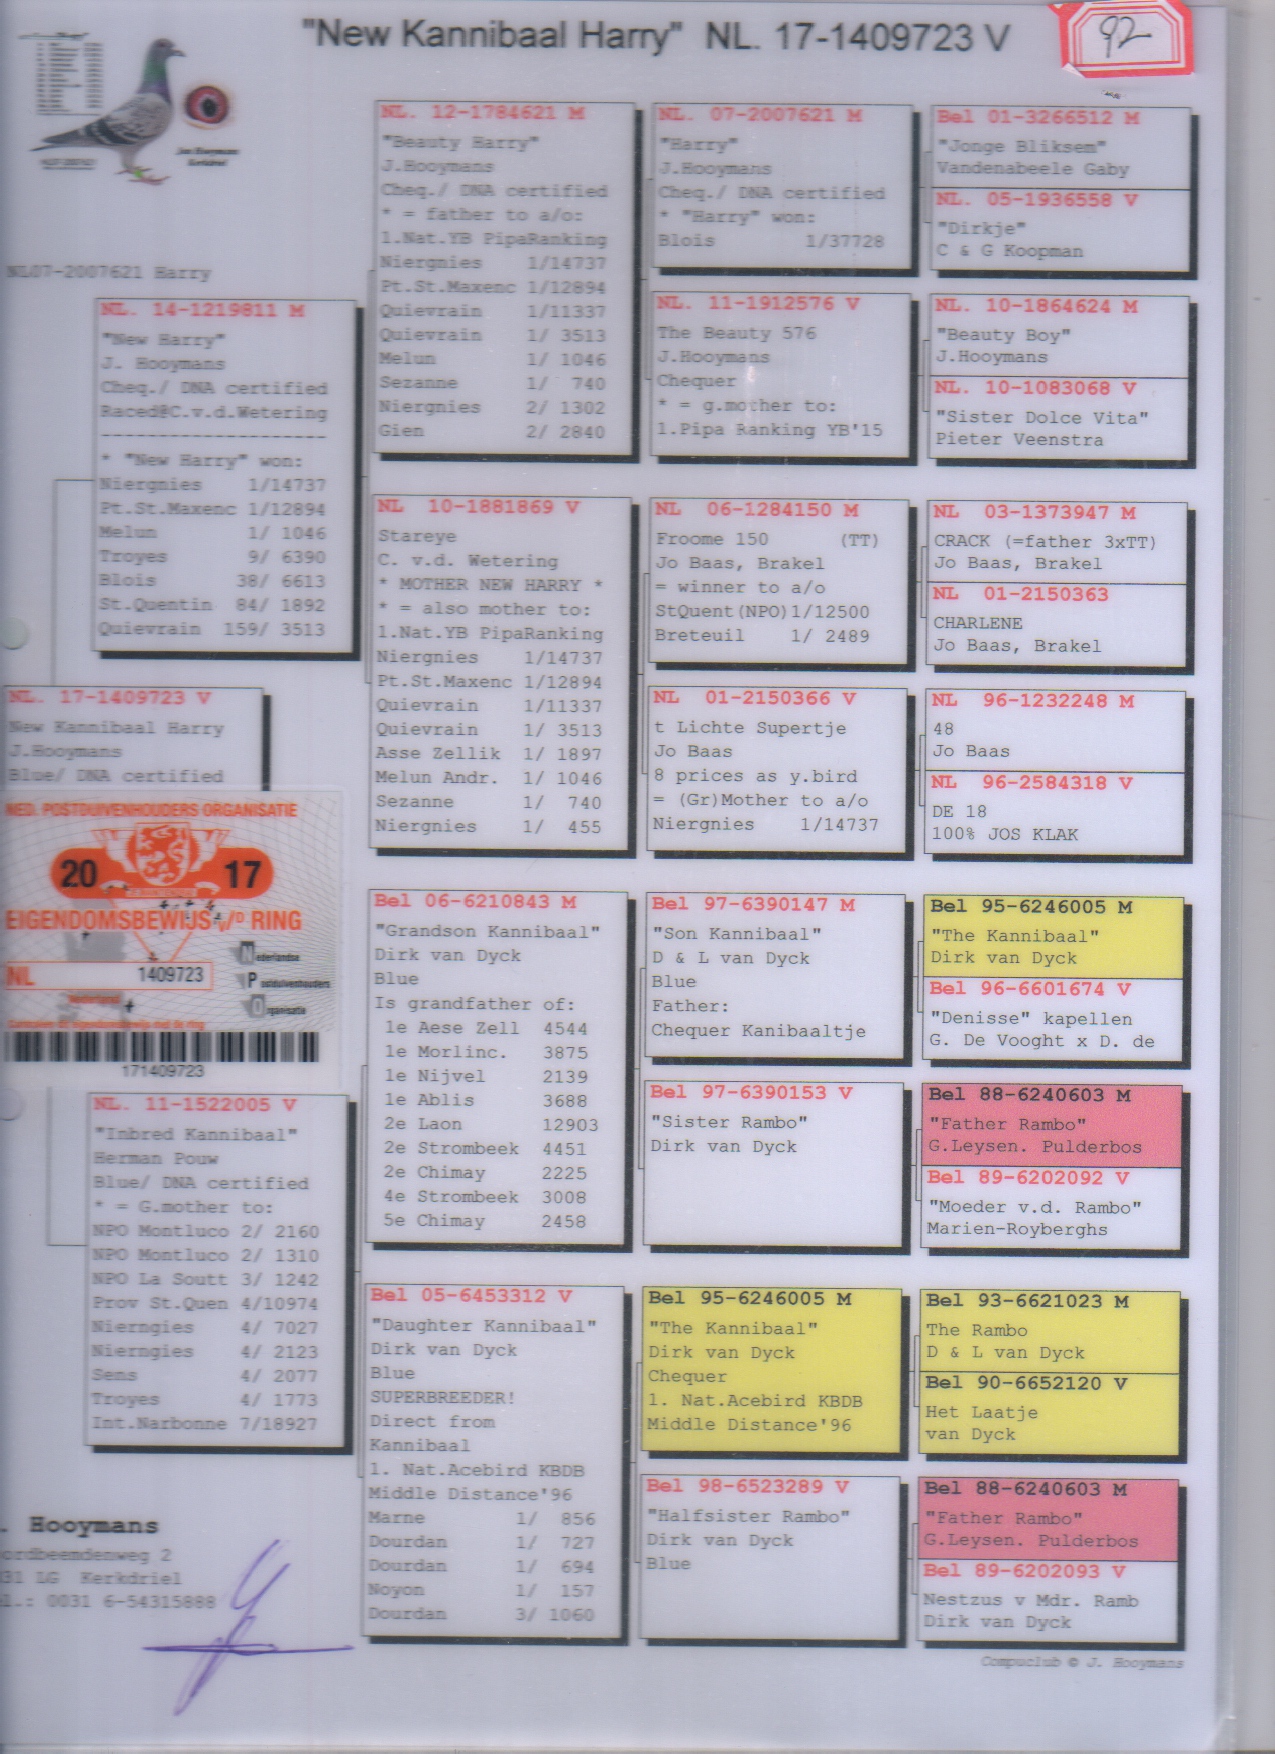 "New Kannibaal Harry" NL. 17-1409723 V
92
Jan Hooymans
Kerkdriel
NL07-2007621 Harry
NL. 14-1219811 M
"New Harry"
J. Hooymans
Cheq./ DNA certified
Raced@C.v.d.Wetering
--------------------
* "New Harry" won:
Niergnies 1/14737
Pt.St.Maxenc 1/12894
Melun 1/ 1046
Troyes 9/ 6390
Blois 38/ 6613
St.Quentin 84/ 1892
Quievrain 159/ 3513
NL. 17-1409723 V
New Kannibaal Harry
J.Hooymans
Blue/ DNA certified
NED. POSTDUIVENHOUDERS ORGANISATIE
20 17
EIGENDOMSBEWIJS v/d RING
NL 1409723
Nederlandse
Postduivenhouders
Organisatie
171409723
NL. 11-1522005 V
"Inbred Kannibaal"
Herman Pouw
Blue/ DNA certified
* = G.mother to:
NPO Montluco 2/ 2160
NPO Montluco 2/ 1310
NPO La Soutt 3/ 1242
Prov St.Quen 4/10974
Nierngies 4/ 7027
Nierngies 4/ 2123
Sens 4/ 2077
Troyes 4/ 1773
Int.Narbonne 7/18927
. Hooymans
ordbeemdenweg 2
31 LG Kerkdriel
l.: 0031 6-54315888
NL. 12-1784621 M
"Beauty Harry"
J.Hooymans
Cheq./ DNA certified
* = father to a/o:
1.Nat.YB PipaRanking
Niergnies 1/14737
Pt.St.Maxenc 1/12894
Quievrain 1/11337
Quievrain 1/ 3513
Melun 1/ 1046
Sezanne 1/ 740
Niergnies 2/ 1302
Gien 2/ 2840
NL 10-1881869 V
Stareye
C. v.d. Wetering
* MOTHER NEW HARRY *
* = also mother to:
1.Nat.YB PipaRanking
Niergnies 1/14737
Pt.St.Maxenc 1/12894
Quievrain 1/11337
Quievrain 1/ 3513
Asse Zellik 1/ 1897
Melun Andr. 1/ 1046
Sezanne 1/ 740
Niergnies 1/ 455
Bel 06-6210843 M
"Grandson Kannibaal"
Dirk van Dyck
Blue
Is grandfather of:
1e Aese Zell 4544
1e Morlinc. 3875
1e Nijvel 2139
1e Ablis 3688
2e Laon 12903
2e Strombeek 4451
2e Chimay 2225
4e Strombeek 3008
5e Chimay 2458
Bel 05-6453312 V
"Daughter Kannibaal"
Dirk van Dyck
Blue
SUPERBREEDER!
Direct from
Kannibaal
1. Nat.Acebird KBDB
Middle Distance'96
Marne 1/ 856
Dourdan 1/ 727
Dourdan 1/ 694
Noyon 1/ 157
Dourdan 3/ 1060
NL. 07-2007621 M
"Harry"
J.Hooymans
Cheq./ DNA certified
* "Harry" won:
Blois 1/37728
NL. 11-1912576 V
The Beauty 576
J.Hooymans
Chequer
* = g.mother to:
1.Pipa Ranking YB'15
NL 06-1284150 M
Froome 150 (TT)
Jo Baas, Brakel
= winner to a/o
StQuent(NPO)1/12500
Breteuil 1/ 2489
NL 01-2150366 V
t Lichte Supertje
Jo Baas
8 prices as y.bird
= (Gr)Mother to a/o
Niergnies 1/14737
Bel 97-6390147 M
"Son Kannibaal"
D & L van Dyck
Blue
Father:
Chequer Kanibaaltje
Bel 97-6390153 V
"Sister Rambo"
Dirk van Dyck
Bel 95-6246005 M
"The Kannibaal"
Dirk van Dyck
Chequer
1. Nat.Acebird KBDB
Middle Distance'96
Bel 98-6523289 V
"Halfsister Rambo"
Dirk van Dyck
Blue
Bel 01-3266512 M
"Jonge Bliksem"
Vandenabeele Gaby
NL. 05-1936558 V
"Dirkje"
C & G Koopman
NL. 10-1864624 M
"Beauty Boy"
J.Hooymans
NL. 10-1083068 V
"Sister Dolce Vita"
Pieter Veenstra
NL 03-1373947 M
CRACK (=father 3xTT)
Jo Baas, Brakel
NL 01-2150363
CHARLENE
Jo Baas, Brakel
NL 96-1232248 M
48
Jo Baas
NL 96-2584318 V
DE 18
100% JOS KLAK
Bel 95-6246005 M
"The Kannibaal"
Dirk van Dyck
Bel 96-6601674 V
"Denisse" kapellen
G. De Vooght x D. de
Bel 88-6240603 M
"Father Rambo"
G.Leysen. Pulderbos
Bel 89-6202092 V
"Moeder v.d. Rambo"
Marien-Royberghs
Bel 93-6621023 M
The Rambo
D & L van Dyck
Bel 90-6652120 V
Het Laatje
van Dyck
Bel 88-6240603 M
"Father Rambo"
G.Leysen. Pulderbos
Bel 89-6202093 V
Nestzus v Mdr. Ramb
Dirk van Dyck
Compuclub © J. Hooymans